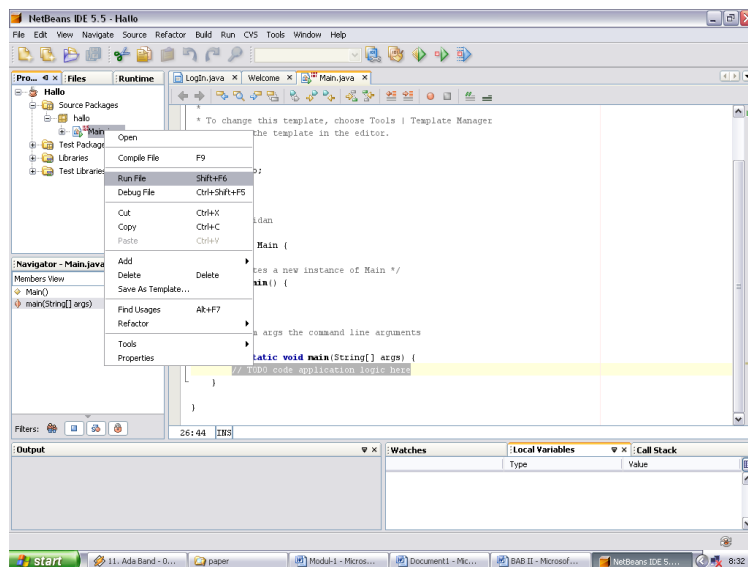 NetBeans IDE 5.5 - Hallo
File Edit View Navigate Source Refactor Build Run CVS Tools Window Help
Pro... Files Runtime
LogIn.java Welcome Main.java
Hallo
Source Packages
hallo
Main
Test Package
Libraries
Test Libraries
*
* To change this template, choose Tools | Template Manager
the template in the editor.
o;
idan
Main {
tes a new instance of Main */
ain() {
args the command line arguments
tatic void main(String[] args) {
// TODO code application logic here
}
}
Open
Compile File F9
Run File Shift+F6
Debug File Ctrl+Shift+F5
Cut Ctrl+X
Copy Ctrl+C
Paste Ctrl+V
Add
Delete Delete
Save As Template...
Find Usages Alt+F7
Refactor
Tools
Properties
Navigator - Main.java
Members View
Main()
main(String[] args)
Filters:
26:44 INS
Output
Watches
Local Variables
Call Stack
Type Value
start
11. Ada Band - 0...
paper
Modul-1 - Micros...
Document1 - Mic...
BAB II - Microsof...
NetBeans IDE 5....
8:32